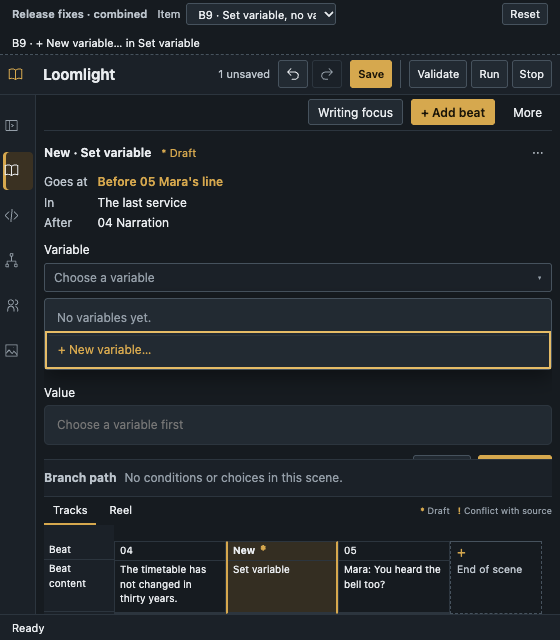 Release fixes · combined Item B9 · Set variable, no va Reset
B9 · + New variable... in Set variable
Loomlight 1 unsaved Save Validate Run Stop
Writing focus + Add beat More
New · Set variable * Draft ...
Goes at Before 05 Mara's line
In The last service
After 04 Narration
Variable
Choose a variable
No variables yet.
+ New variable...
Value
Choose a variable first
Branch path No conditions or choices in this scene.
Tracks Reel * Draft ! Conflict with source
Beat 04 New * 05 +
Beat content The timetable has not changed in thirty years. Set variable Mara: You heard the bell too? End of scene
Ready